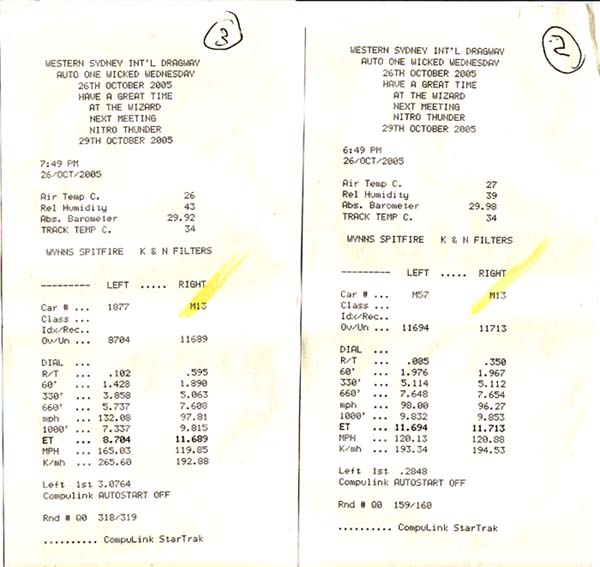 3
WESTERN SYDNEY INT'L DRAGWAY
AUTO ONE WICKED WEDNESDAY
26TH OCTOBER 2005
HAVE A GREAT TIME
AT THE WIZARD
NEXT MEETING
NITRO THUNDER
29TH OCTOBER 2005
7:49 PM
26/OCT/2005
Air Temp C. 26
Rel Humidity 43
Abs. Barometer 29.92
TRACK TEMP C. 34
WYNNS SPITFIRE K & N FILTERS
--------- LEFT ..... RIGHT
Car # ... 1877 M13
Class ...
Idx/Rec..
Ov/Un ... 8704 11689
DIAL ...
R/T ... .102 .595
60' ... 1.428 1.890
330' ... 3.858 5.063
660' ... 5.737 7.608
mph ... 132.08 97.81
1000' ... 7.337 9.815
ET ... 8.704 11.689
MPH ... 165.03 119.85
K/mh ... 265.60 192.88
Left 1st 3.0764
Compulink AUTOSTART OFF
Rnd # Q0 318/319
.......... CompuLink StarTrak
2
WESTERN SYDNEY INT'L DRAGWAY
AUTO ONE WICKED WEDNESDAY
26TH OCTOBER 2005
HAVE A GREAT TIME
AT THE WIZARD
NEXT MEETING
NITRO THUNDER
29TH OCTOBER 2005
6:49 PM
26/OCT/2005
Air Temp C. 27
Rel Humidity 39
Abs. Barometer 29.98
TRACK TEMP C. 34
WYNNS SPITFIRE K & N FILTERS
--------- LEFT ..... RIGHT
Car # ... M57 M13
Class ...
Idx/Rec..
Ov/Un ... 11694 11713
DIAL ...
R/T ... .085 .350
60' ... 1.976 1.967
330' ... 5.114 5.112
660' ... 7.648 7.654
mph ... 98.00 96.27
1000' ... 9.832 9.853
ET ... 11.694 11.713
MPH ... 120.13 120.88
K/mh ... 193.34 194.53
Left 1st .2848
Compulink AUTOSTART OFF
Rnd # Q0 159/160
.......... CompuLink StarTrak